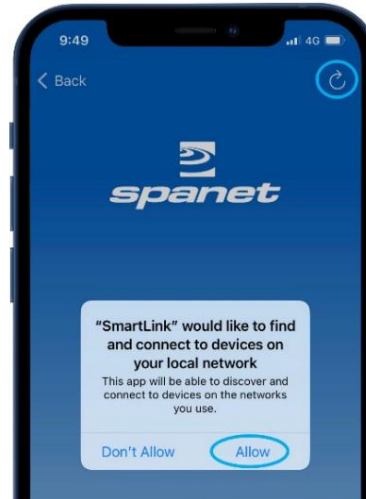 9:49
4G
Back
spanet
"SmartLink" would like to find
and connect to devices on
your local network
This app will be able to discover and
connect to devices on the networks
you use.
Don't Allow Allow